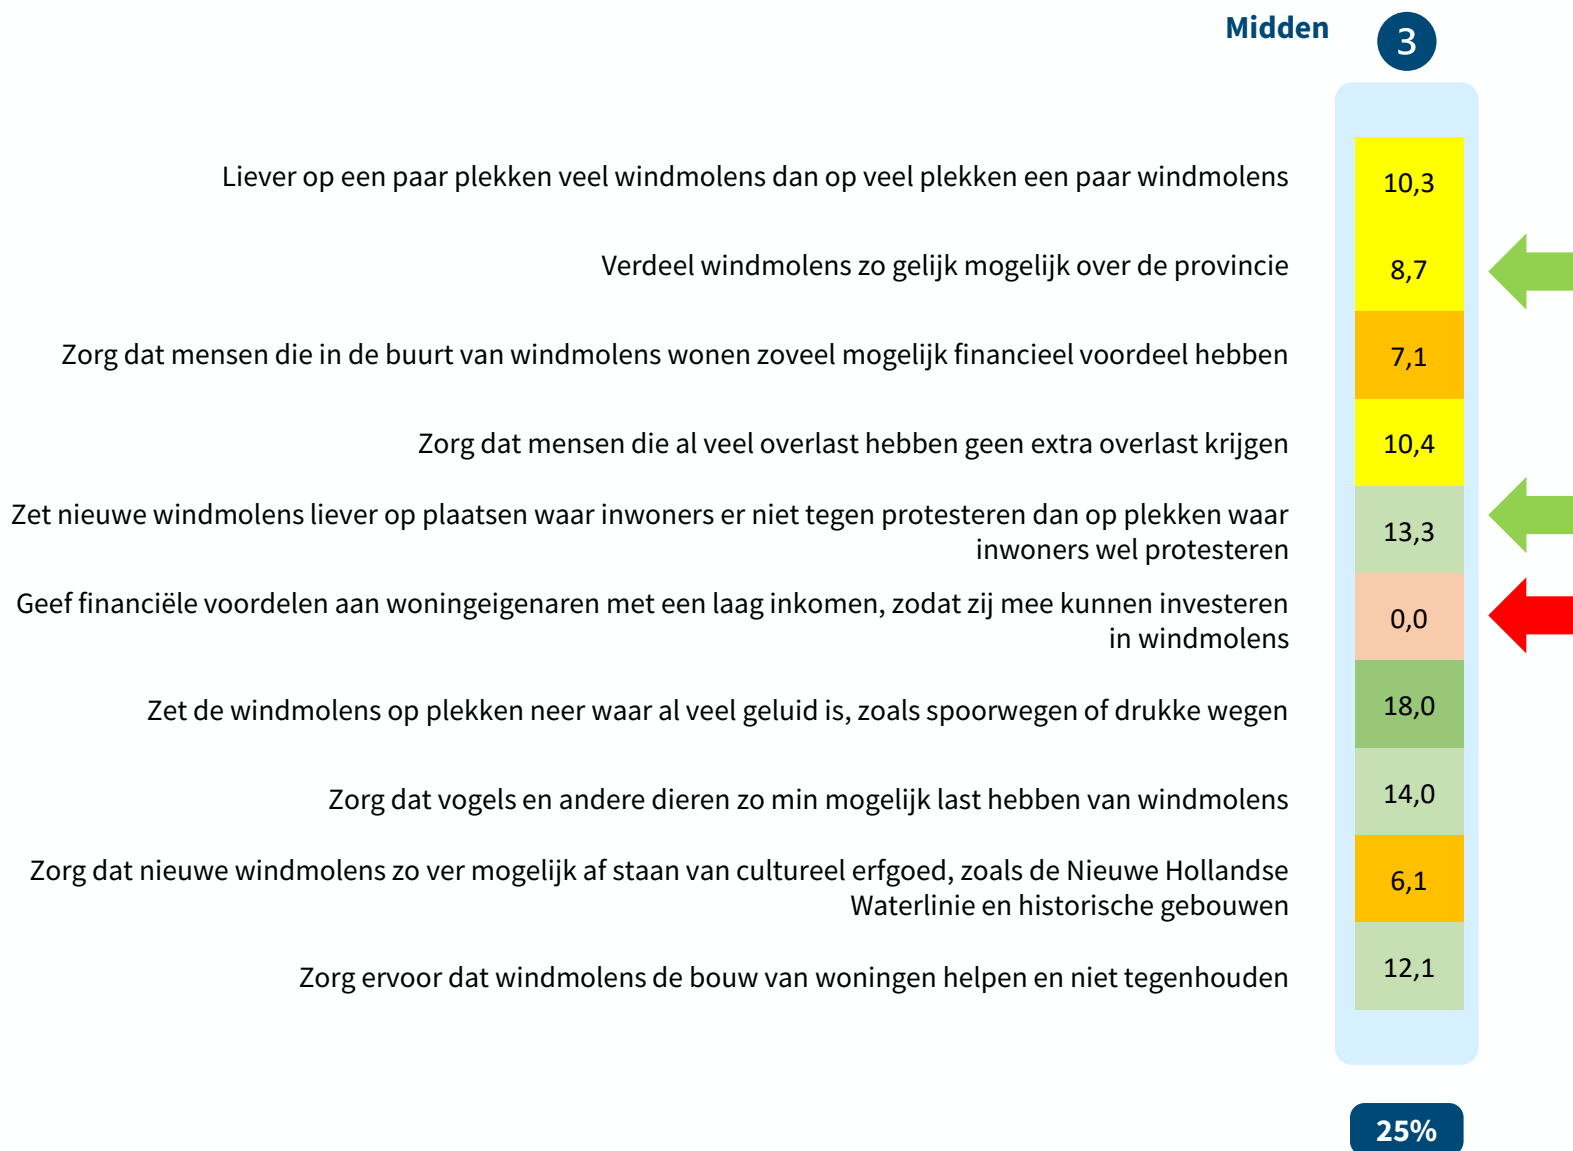 Midden
3
Liever op een paar plekken veel windmolens dan op veel plekken een paar windmolens
10,3
Verdeel windmolens zo gelijk mogelijk over de provincie
8,7
Zorg dat mensen die in de buurt van windmolens wonen zoveel mogelijk financieel voordeel hebben
7,1
Zorg dat mensen die al veel overlast hebben geen extra overlast krijgen
10,4
Zet nieuwe windmolens liever op plaatsen waar inwoners er niet tegen protesteren dan op plekken waar
inwoners wel protesteren
13,3
Geef financiële voordelen aan woningeigenaren met een laag inkomen, zodat zij mee kunnen investeren
in windmolens
0,0
Zet de windmolens op plekken neer waar al veel geluid is, zoals spoorwegen of drukke wegen
18,0
Zorg dat vogels en andere dieren zo min mogelijk last hebben van windmolens
14,0
Zorg dat nieuwe windmolens zo ver mogelijk af staan van cultureel erfgoed, zoals de Nieuwe Hollandse
Waterlinie en historische gebouwen
6,1
Zorg ervoor dat windmolens de bouw van woningen helpen en niet tegenhouden
12,1
25%